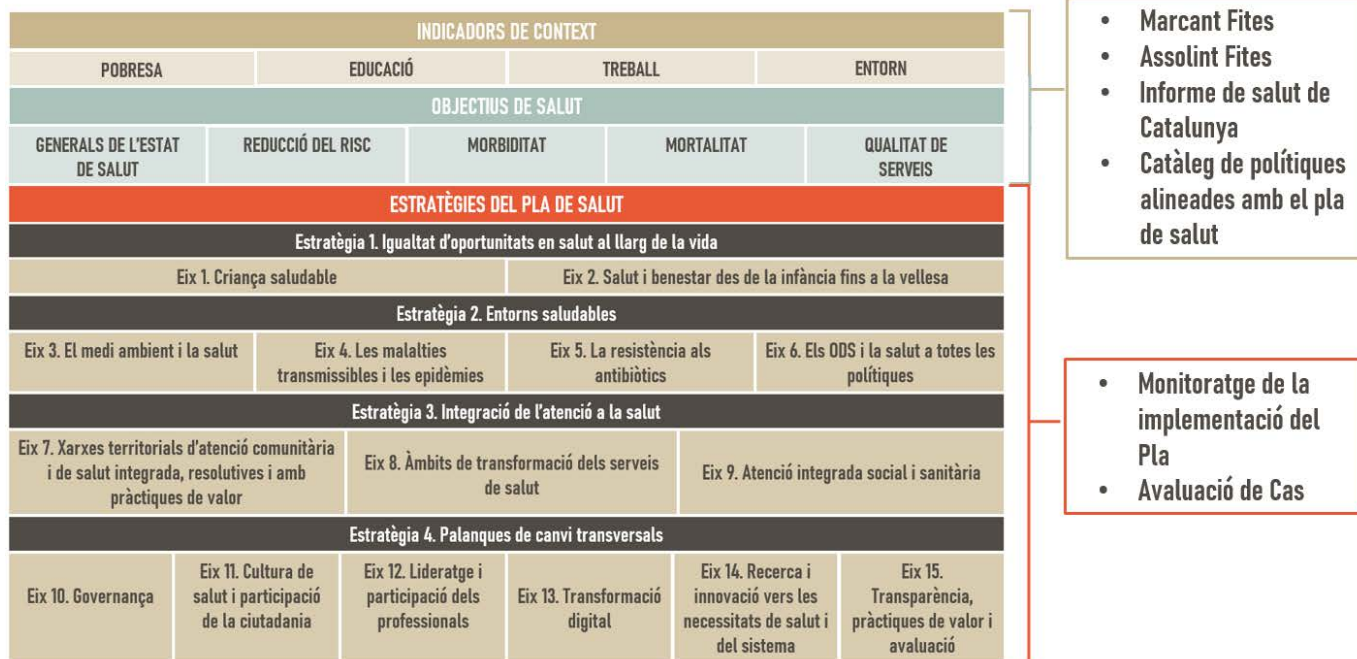 INDICADORS DE CONTEXT
POBRESA
EDUCACIÓ
TREBALL
ENTORN
OBJECTIUS DE SALUT
GENERALS DE L'ESTAT
DE SALUT
REDUCCIÓ DEL RISC
MORBIDITAT
MORTALITAT
QUALITAT DE
SERVEIS
ESTRATÈGIES DEL PLA DE SALUT
Estratègia 1. Igualtat d'oportunitats en salut al llarg de la vida
Eix 1. Criança saludable
Eix 2. Salut i benestar des de la infància fins a la vellesa
Estratègia 2. Entorns saludables
Eix 3. El medi ambient i la salut
Eix 4. Les malalties
transmissibles i les epidèmies
Eix 5. La resistència als
antibiòtics
Eix 6. Els ODS i la salut a totes les
polítiques
Estratègia 3. Integració de l'atenció a la salut
Eix 7. Xarxes territorials d'atenció comunitària
i de salut integrada, resolutives i amb
pràctiques de valor
Eix 8. Àmbits de transformació dels serveis
de salut
Eix 9. Atenció integrada social i sanitària
Estratègia 4. Palanques de canvi transversals
Eix 10. Governança
Eix 11. Cultura de
salut i participació
de la ciutadania
Eix 12. Lideratge i
participació dels
professionals
Eix 13. Transformació
digital
Eix 14. Recerca i
innovació vers les
necessitats de salut i
del sistema
Eix 15.
Transparència,
pràctiques de valor i
avaluació
• Marcant Fites
• Assolint Fites
• Informe de salut de
Catalunya
• Catàleg de polítiques
alineades amb el pla
de salut
• Monitoratge de la
implementació del
Pla
• Avaluació de Cas